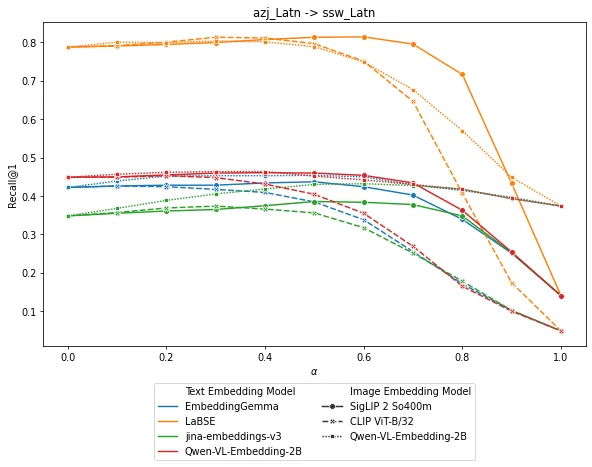 azj_Latn -> ssw_Latn
Recall@1
0.8
0.7
0.6
0.5
0.4
0.3
0.2
0.1
0.0
0.2
0.4
0.6
0.8
1.0
α
Text Embedding Model
EmbeddingGemma
LaBSE
jina-embeddings-v3
Qwen-VL-Embedding-2B
Image Embedding Model
SigLIP 2 So400m
CLIP ViT-B/32
Qwen-VL-Embedding-2B